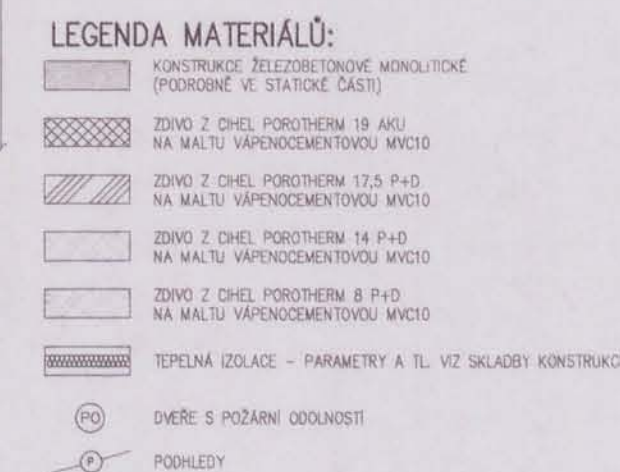 LEGENDA MATERIÁLŮ:
KONSTRUKCE ŽELEZOBETONOVÉ MONOLITICKÉ
(PODROBNĚ VE STATICKÉ ČÁSTI)
ZDIVO Z CIHEL POROTHERM 19 AKU
NA MALTU VÁPENOCEMENTOVOU MVC10
ZDIVO Z CIHEL POROTHERM 17,5 P+D
NA MALTU VÁPENOCEMENTOVOU MVC10
ZDIVO Z CIHEL POROTHERM 14 P+D
NA MALTU VÁPENOCEMENTOVOU MVC10
ZDIVO Z CIHEL POROTHERM 8 P+D
NA MALTU VÁPENOCEMENTOVOU MVC10
TEPELNÁ IZOLACE - PARAMETRY A TL. VIZ SKLADBY KONSTRUKC
PO DVEŘE S POŽÁRNÍ ODOLNOSTÍ
P PODHLEDY